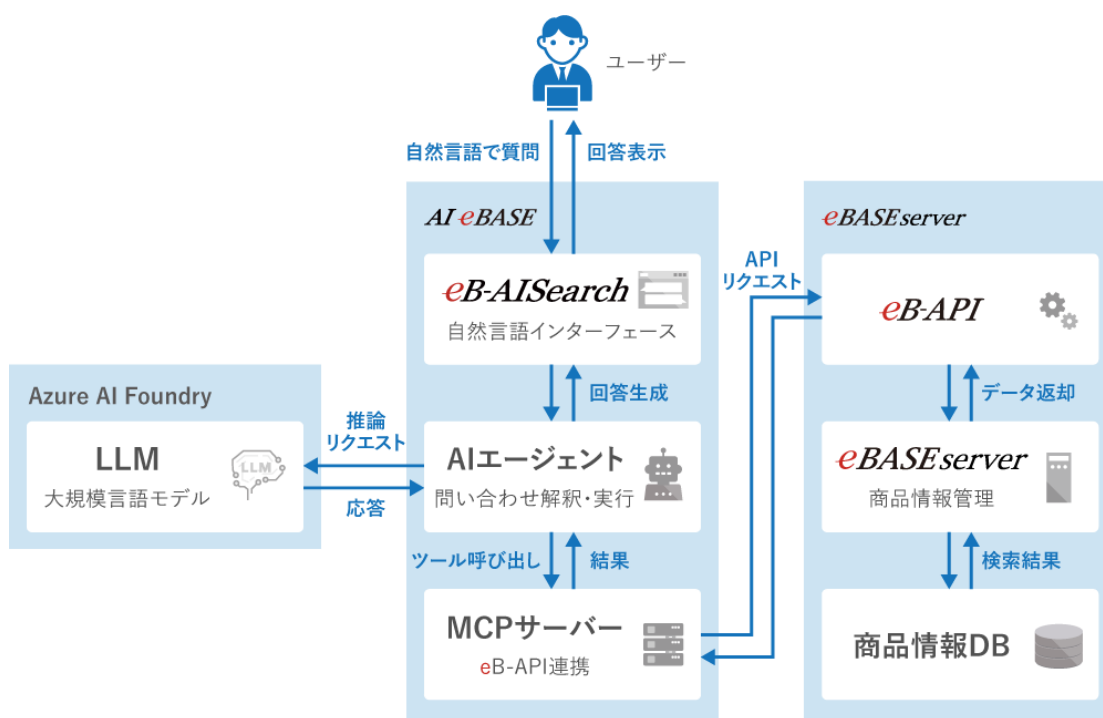 ユーザー
自然言語で質問
回答表示
AI eBASE
eB-AISearch
自然言語インターフェース
回答生成
Azure AI Foundry
LLM
大規模言語モデル
LLM
推論
リクエスト
応答
AIエージェント
問い合わせ解釈・実行
ツール呼び出し
結果
MCPサーバー
eB-API連携
API
リクエスト
eBASEserver
eB-API
データ返却
eBASEserver
商品情報管理
検索結果
商品情報DB